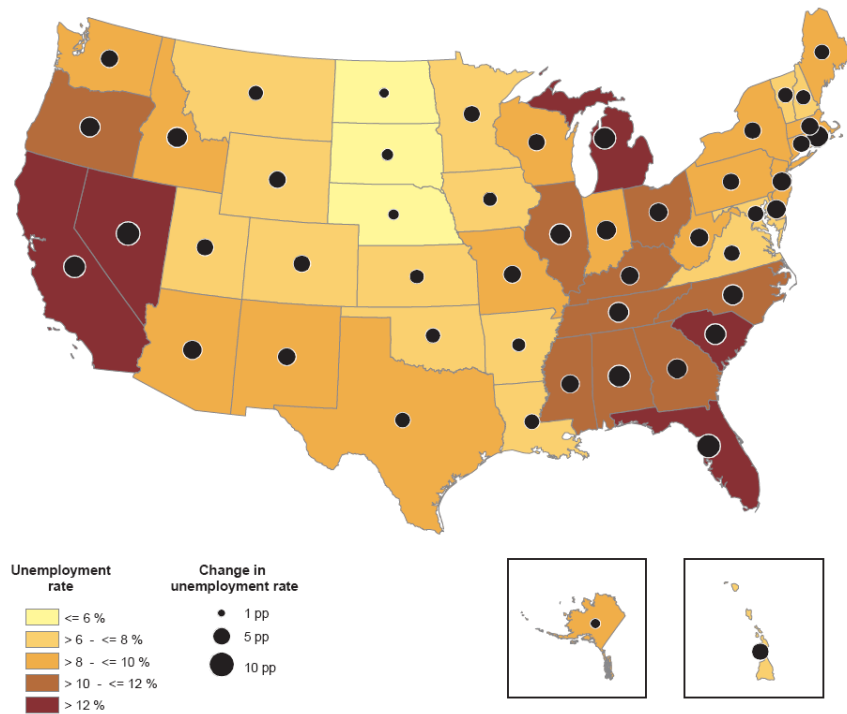 Unemployment
rate
<= 6 %
> 6 - <= 8 %
> 8 - <= 10 %
> 10 - <= 12 %
> 12 %
Change in
unemployment rate
1 pp
5 pp
10 pp